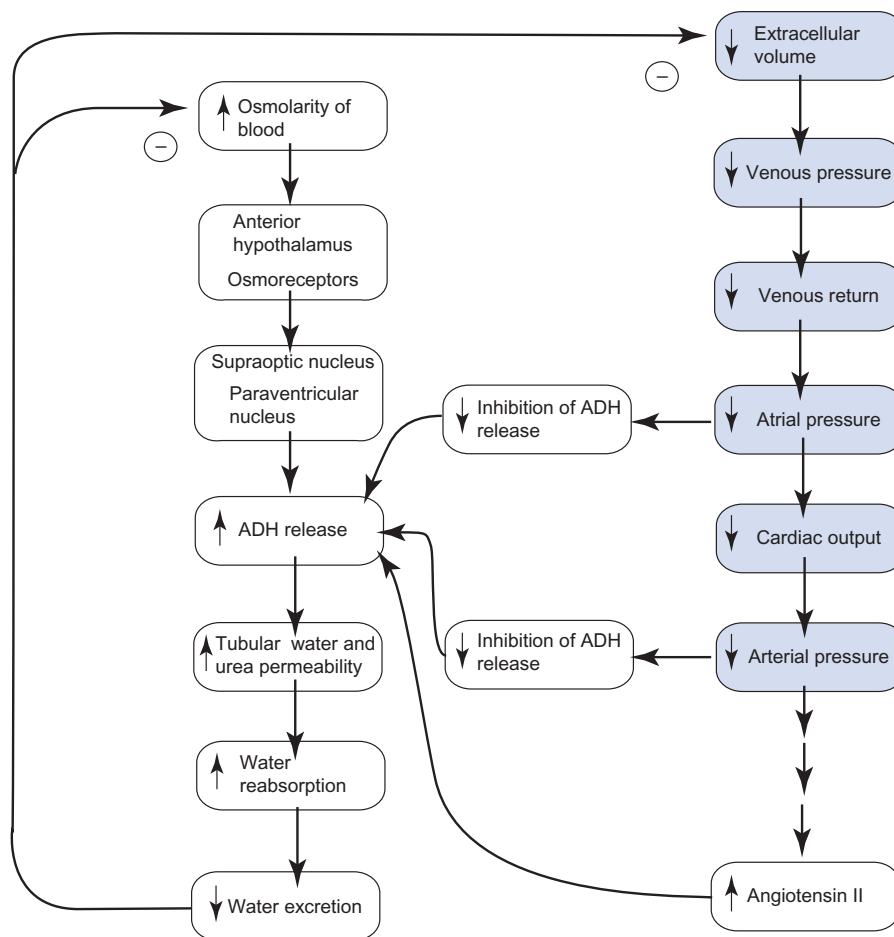 Extracellular
volume
−
Osmolarity of
blood
−
Venous pressure
Anterior
hypothalamus
Osmoreceptors
Venous return
Supraoptic nucleus
Paraventricular
nucleus
Inhibition of ADH
release
Atrial pressure
ADH release
Cardiac output
Tubular water and
urea permeability
Inhibition of ADH
release
Arterial pressure
Water
reabsorption
Water excretion
Angiotensin II